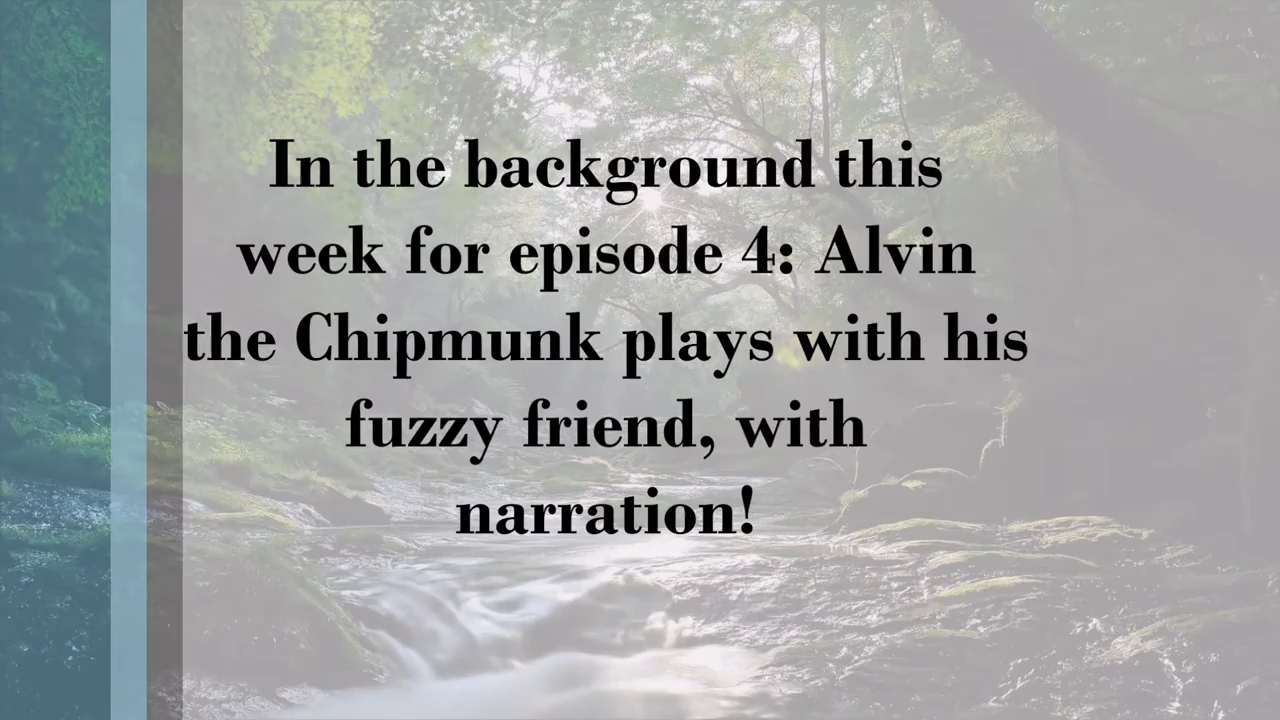 In the background this
week for episode 4: Alvin
the Chipmunk plays with his
fuzzy friend, with
narration!